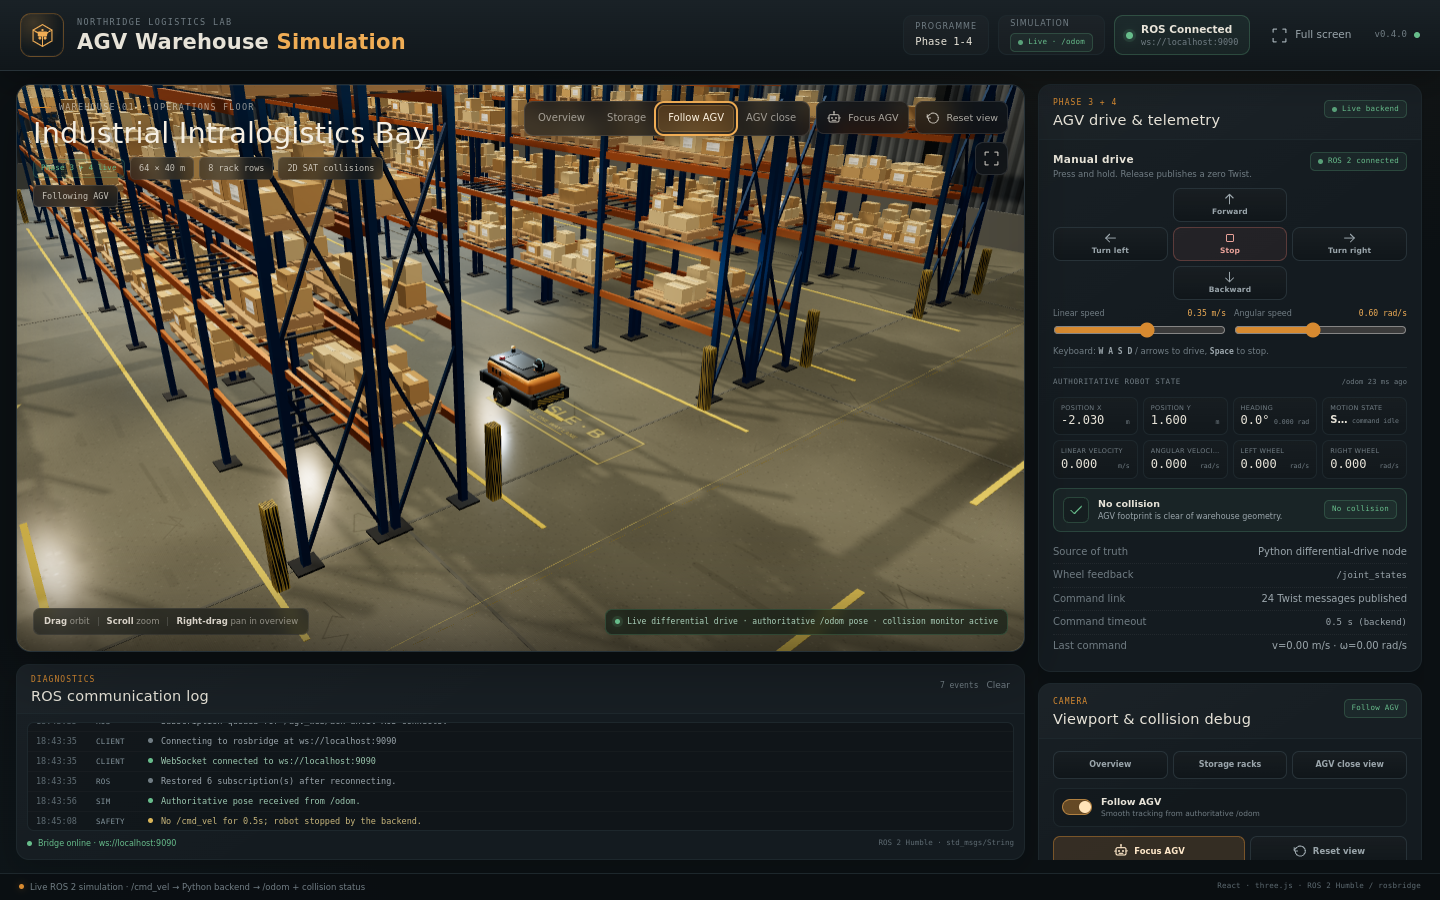 NORTHRIDGE LOGISTICS LAB
AGV Warehouse Simulation
PROGRAMME
Phase 1-4
SIMULATION
Live · /odom
ROS Connected
ws://localhost:9090
Full screen
v0.4.0
WAREHOUSE 01 · OPERATIONS FLOOR
Industrial Intralogistics Bay
Phase 3 + 4 live
64 × 40 m
8 rack rows
2D SAT collisions
Following AGV
Overview
Storage
Follow AGV
AGV close
Focus AGV
Reset view
Drag orbit | Scroll zoom | Right-drag pan in overview
Live differential drive · authoritative /odom pose · collision monitor active
DIAGNOSTICS
ROS communication log
7 events
Clear
18:43:35 CLIENT Connecting to rosbridge at ws://localhost:9090
18:43:35 CLIENT WebSocket connected to ws://localhost:9090
18:43:35 ROS Restored 6 subscription(s) after reconnecting.
18:43:56 SIM Authoritative pose received from /odom.
18:45:08 SAFETY No /cmd_vel for 0.5s; robot stopped by the backend.
Bridge online · ws://localhost:9090
ROS 2 Humble · std_msgs/String
PHASE 3 + 4
AGV drive & telemetry
Live backend
Manual drive
Press and hold. Release publishes a zero Twist.
ROS 2 connected
Forward
Turn left
Stop
Turn right
Backward
Linear speed 0.35 m/s
Angular speed 0.60 rad/s
Keyboard: W A S D / arrows to drive, Space to stop.
AUTHORITATIVE ROBOT STATE
/odom 23 ms ago
POSITION X
-2.030 m
POSITION Y
1.600 m
HEADING
0.0° 0.000 rad
MOTION STATE
S... command idle
LINEAR VELOCITY
0.000 m/s
ANGULAR VELOCI...
0.000 rad/s
LEFT WHEEL
0.000 rad/s
RIGHT WHEEL
0.000 rad/s
No collision
AGV footprint is clear of warehouse geometry.
No collision
Source of truth Python differential-drive node
Wheel feedback /joint_states
Command link 24 Twist messages published
Command timeout 0.5 s (backend)
Last command v=0.00 m/s · ω=0.00 rad/s
CAMERA
Viewport & collision debug
Follow AGV
Overview
Storage racks
AGV close view
Follow AGV
Smooth tracking from authoritative /odom
Focus AGV
Reset view
Live ROS 2 simulation · /cmd_vel → Python backend → /odom + collision status
React · three.js · ROS 2 Humble / rosbridge